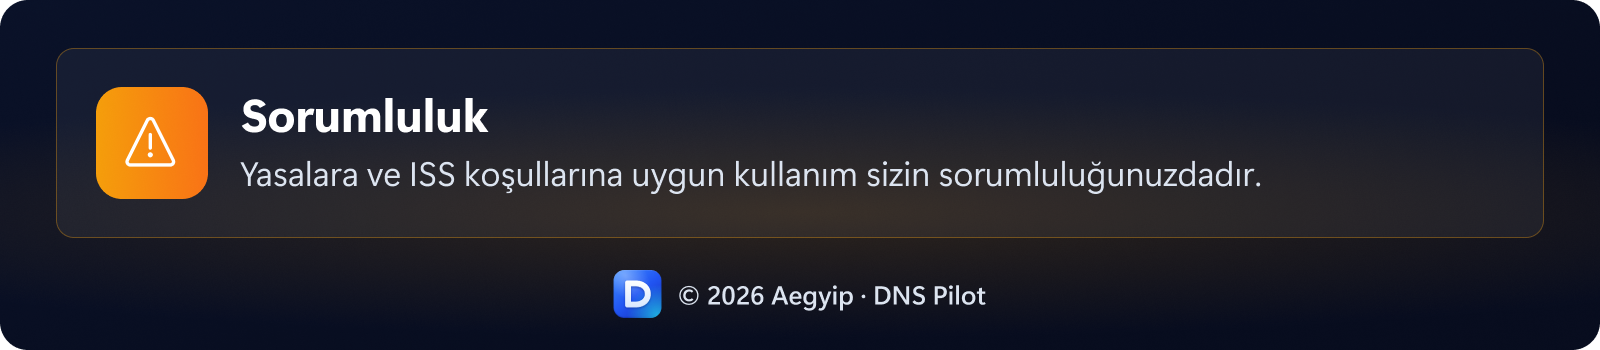 Sorumluluk
Yasalara ve ISS koşullarına uygun kullanım sizin sorumluluğunuzdadır.
D © 2026 Aegyip · DNS Pilot